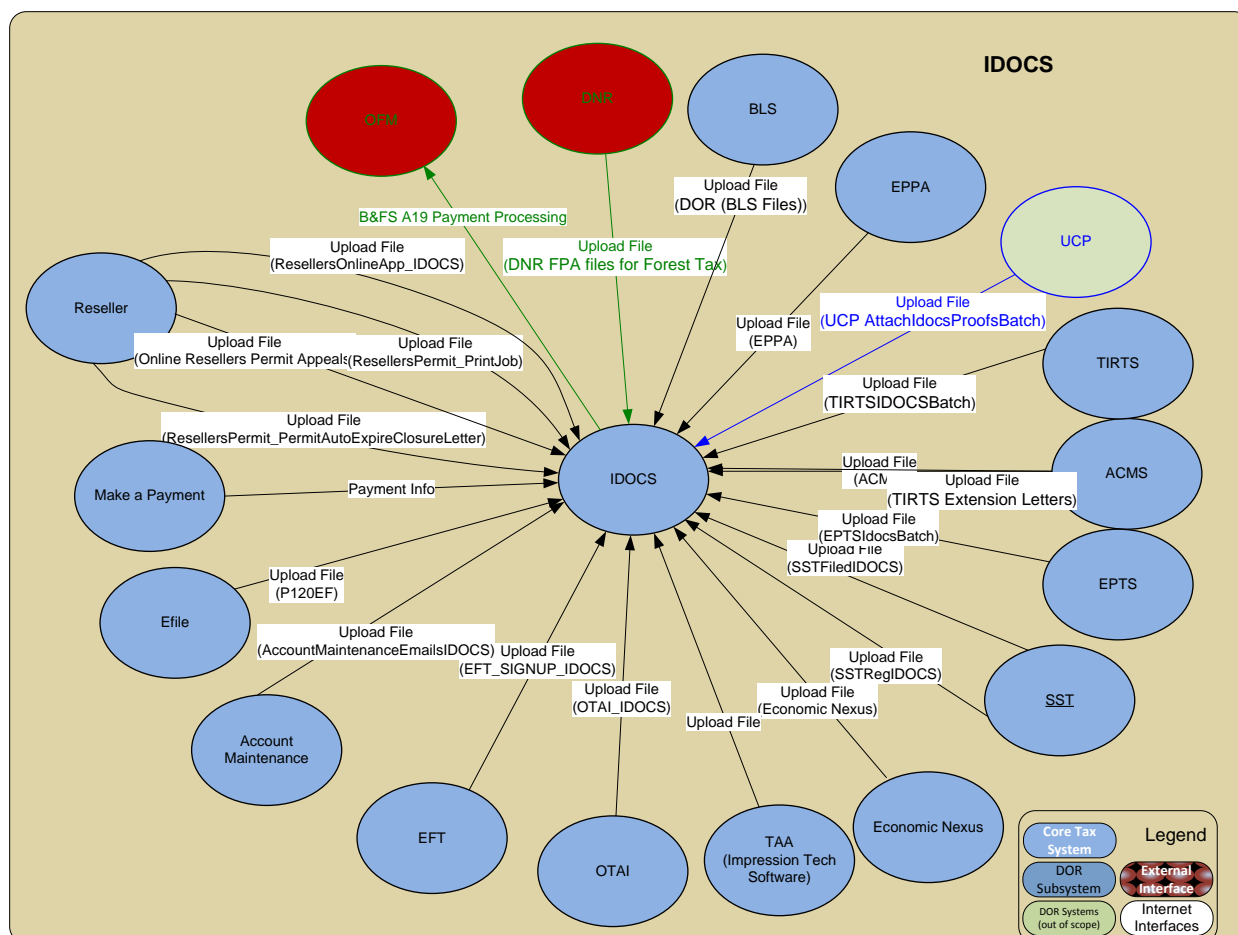 IDOCS
OFM
DNR
BLS
EPPA
UCP
Upload File
(DOR (BLS Files))
B&FS A19 Payment Processing
Upload File
(DNR FPA files for Forest Tax)
Upload File
(ResellersOnlineApp_IDOCS)
Reseller
Upload File
(UCP AttachIdocsProofsBatch)
Upload File
(EPPA)
Upload File
(Online Resellers Permit Appeals
Upload File
(ResellersPermit_PrintJob)
TIRTS
Upload File
(TIRTSIDOCSBatch)
Upload File
(ResellersPermit_PermitAutoExpireClosureLetter)
IDOCS
Upload File
(ACM
Upload File
(TIRTS Extension Letters)
ACMS
Make a Payment
Payment Info
Upload File
(EPTSIdocsBatch)
Upload File
(SSTFiledIDOCS)
EPTS
Upload File
(P120EF)
Efile
Upload File
(AccountMaintenanceEmailsIDOCS)
Upload File
(EFT_SIGNUP_IDOCS)
Upload File
(SSTRegIDOCS)
Upload File
(OTAI_IDOCS)
Upload File
(Economic Nexus)
SST
Upload File
Account
Maintenance
EFT
OTAI
TAA
(Impression Tech
Software)
Economic Nexus
Legend
Core Tax
System
DOR
Subsystem
External
Interface
DOR Systems
(out of scope)
Internet
Interfaces